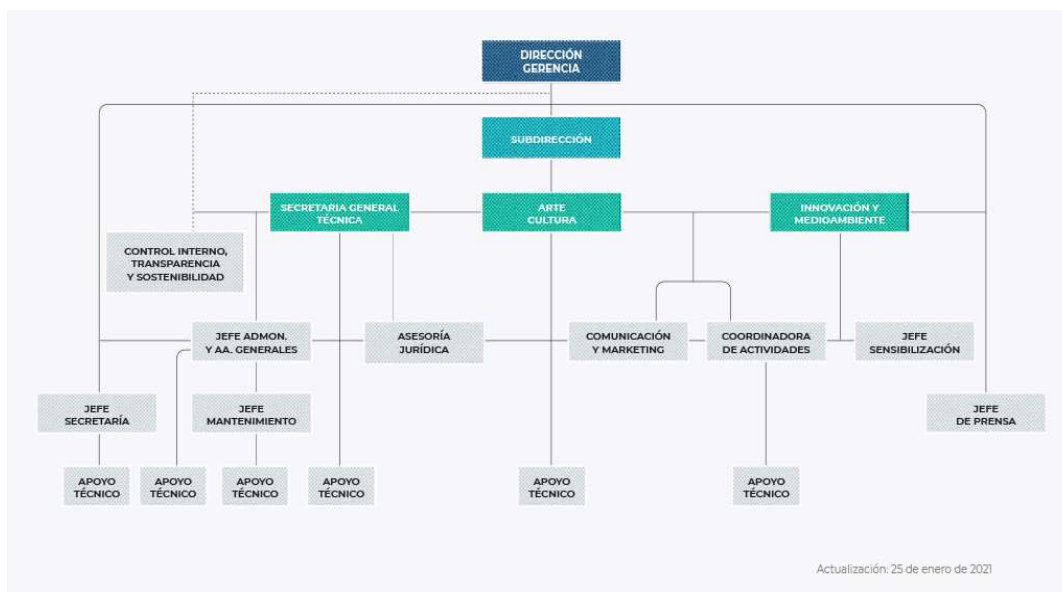 DIRECCIÓN
GERENCIA
SUBDIRECCIÓN
SECRETARIA GENERAL
TÉCNICA
ARTE
CULTURA
INNOVACIÓN Y
MEDIOAMBIENTE
CONTROL INTERNO,
TRANSPARENCIA
Y SOSTENIBILIDAD
JEFE ADMON.
Y AA. GENERALES
ASESORÍA
JURÍDICA
COMUNICACIÓN
Y MARKETING
COORDINADORA
DE ACTIVIDADES
JEFE
SENSIBILIZACIÓN
JEFE
SECRETARÍA
JEFE
MANTENIMIENTO
JEFE
DE PRENSA
APOYO
TÉCNICO
APOYO
TÉCNICO
APOYO
TÉCNICO
APOYO
TÉCNICO
APOYO
TÉCNICO
APOYO
TÉCNICO
Actualización: 25 de enero de 2021